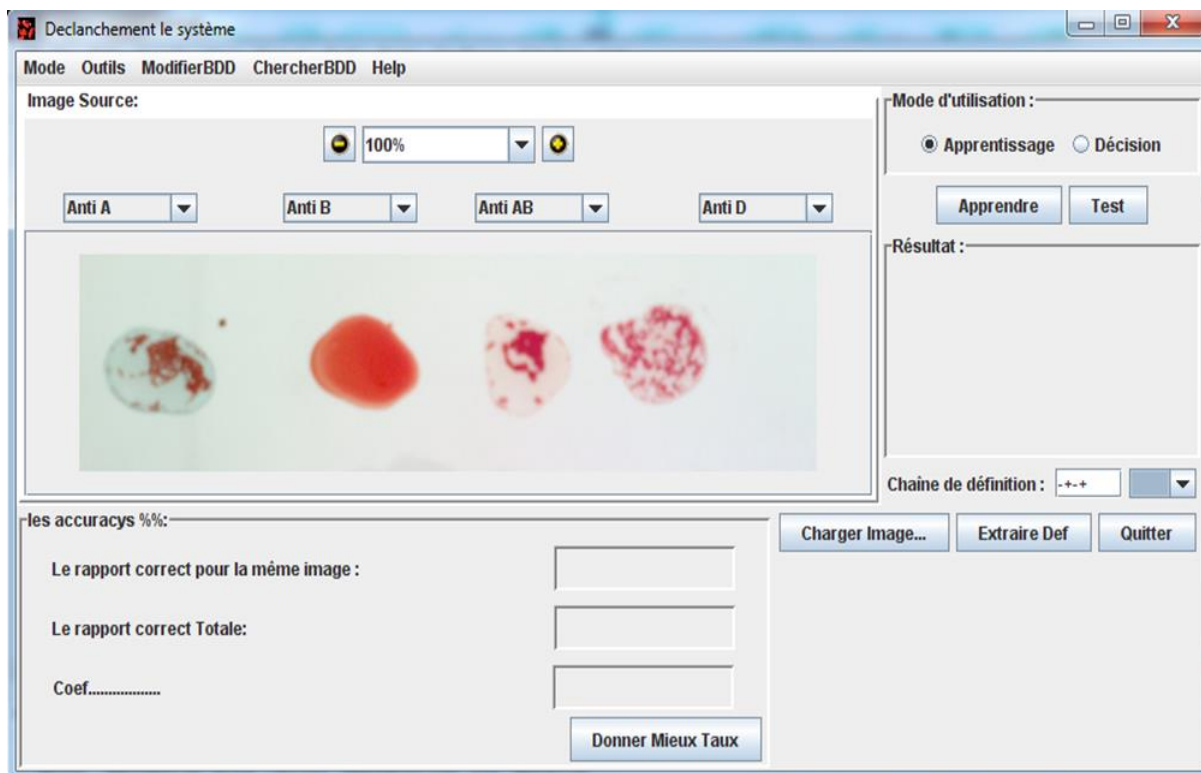 Declanchement le système
Mode Outils ModifierBDD ChercherBDD Help
Image Source:
100%
Anti A Anti B Anti AB Anti D
Mode d'utilisation :
Apprentissage Décision
Apprendre Test
Résultat :
Chaîne de définition : -+-+
les accuracys %%:
Charger Image... Extraire Def Quitter
Le rapport correct pour la même image :
Le rapport correct Totale:
Coef..................
Donner Mieux Taux